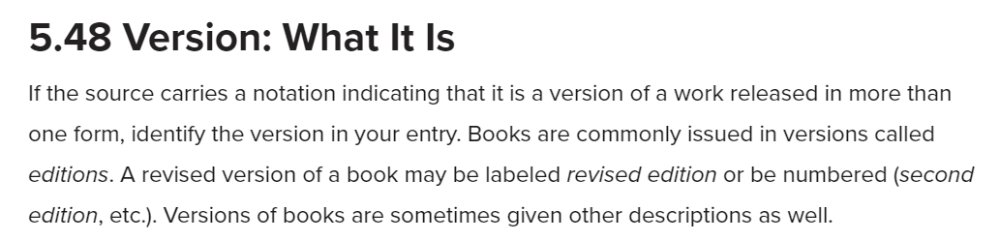 5.48 Version: What It Is
If the source carries a notation indicating that it is a version of a work released in more than
one form, identify the version in your entry. Books are commonly issued in versions called
editions. A revised version of a book may be labeled revised edition or be numbered (second
edition, etc.). Versions of books are sometimes given other descriptions as well.